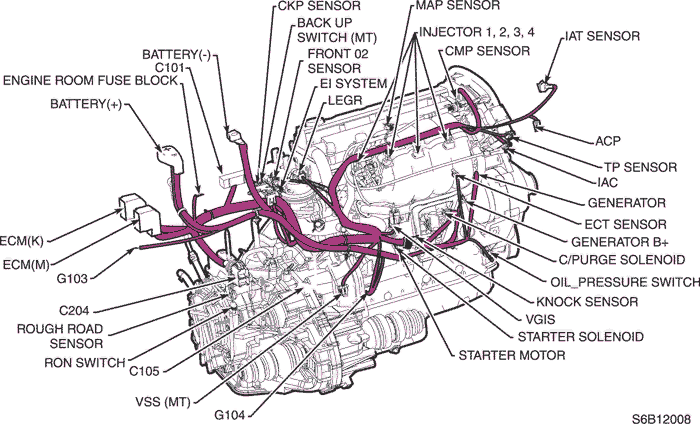 CKP SENSOR
BACK UP
SWITCH (MT)
FRONT 02
SENSOR
EI SYSTEM
LEGR
MAP SENSOR
INJECTOR 1, 2, 3, 4
CMP SENSOR
IAT SENSOR
BATTERY(-)
C101
ENGINE ROOM FUSE BLOCK
BATTERY(+)
ACP
TP SENSOR
IAC
GENERATOR
ECT SENSOR
GENERATOR B+
C/PURGE SOLENOID
OIL_PRESSURE SWITCH
KNOCK SENSOR
VGIS
STARTER SOLENOID
STARTER MOTOR
ECM(K)
ECM(M)
G103
C204
ROUGH ROAD
SENSOR
RON SWITCH
C105
VSS (MT)
G104
S6B12008